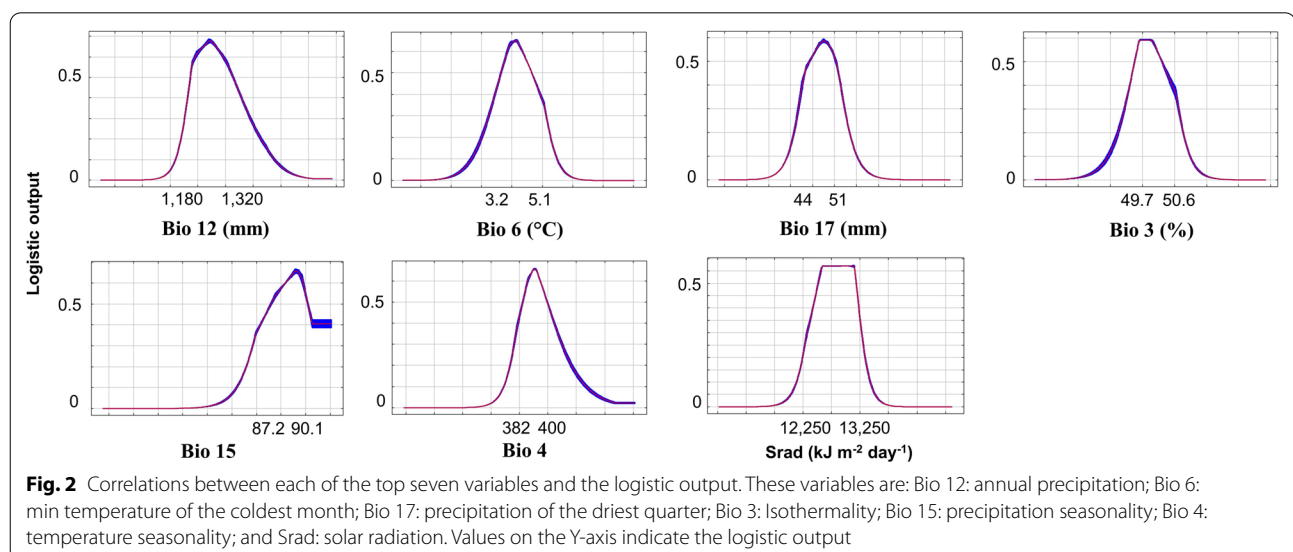 0.5
0
1,180 1,320
Bio 12 (mm)
0.5
0
3.2 5.1
Bio 6 (°C)
0.5
0
44 51
Bio 17 (mm)
0.5
0
49.7 50.6
Bio 3 (%)
Logistic output
0.5
0
87.2 90.1
Bio 15
0.5
0
382 400
Bio 4
0.5
0
12,250 13,250
Srad (kJ m⁻² day⁻¹)
Fig. 2 Correlations between each of the top seven variables and the logistic output. These variables are: Bio 12: annual precipitation; Bio 6:
min temperature of the coldest month; Bio 17: precipitation of the driest quarter; Bio 3: Isothermality; Bio 15: precipitation seasonality; Bio 4:
temperature seasonality; and Srad: solar radiation. Values on the Y-axis indicate the logistic output